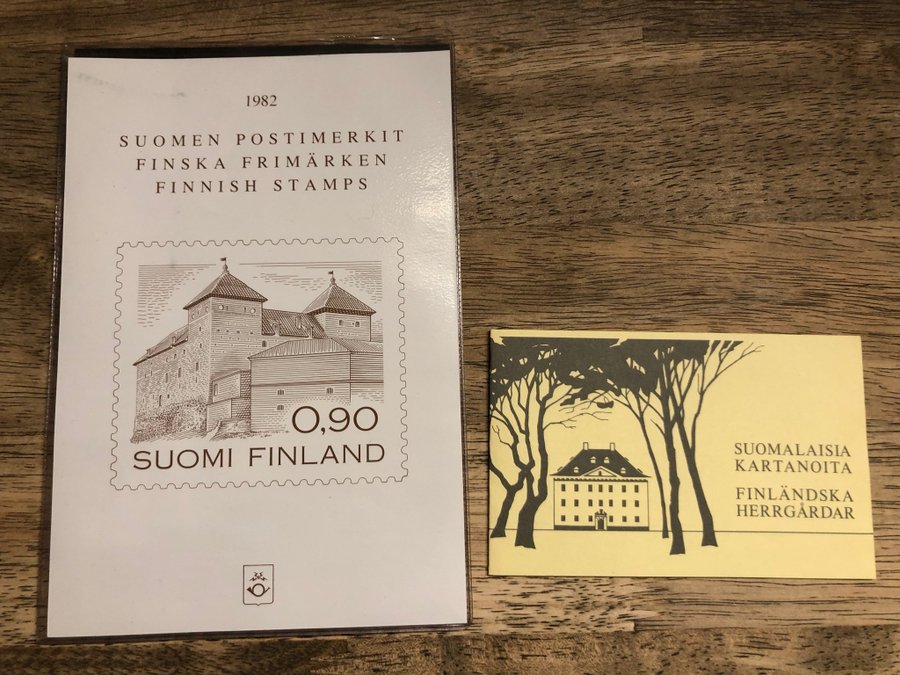 1982
SUOMEN POSTIMERKIT
FINSKA FRIMÄRKEN
FINNISH STAMPS
0,90
SUOMI FINLAND
SUOMALAISIA
KARTANOITA
FINLÄNDSKA
HERRGÅRDAR